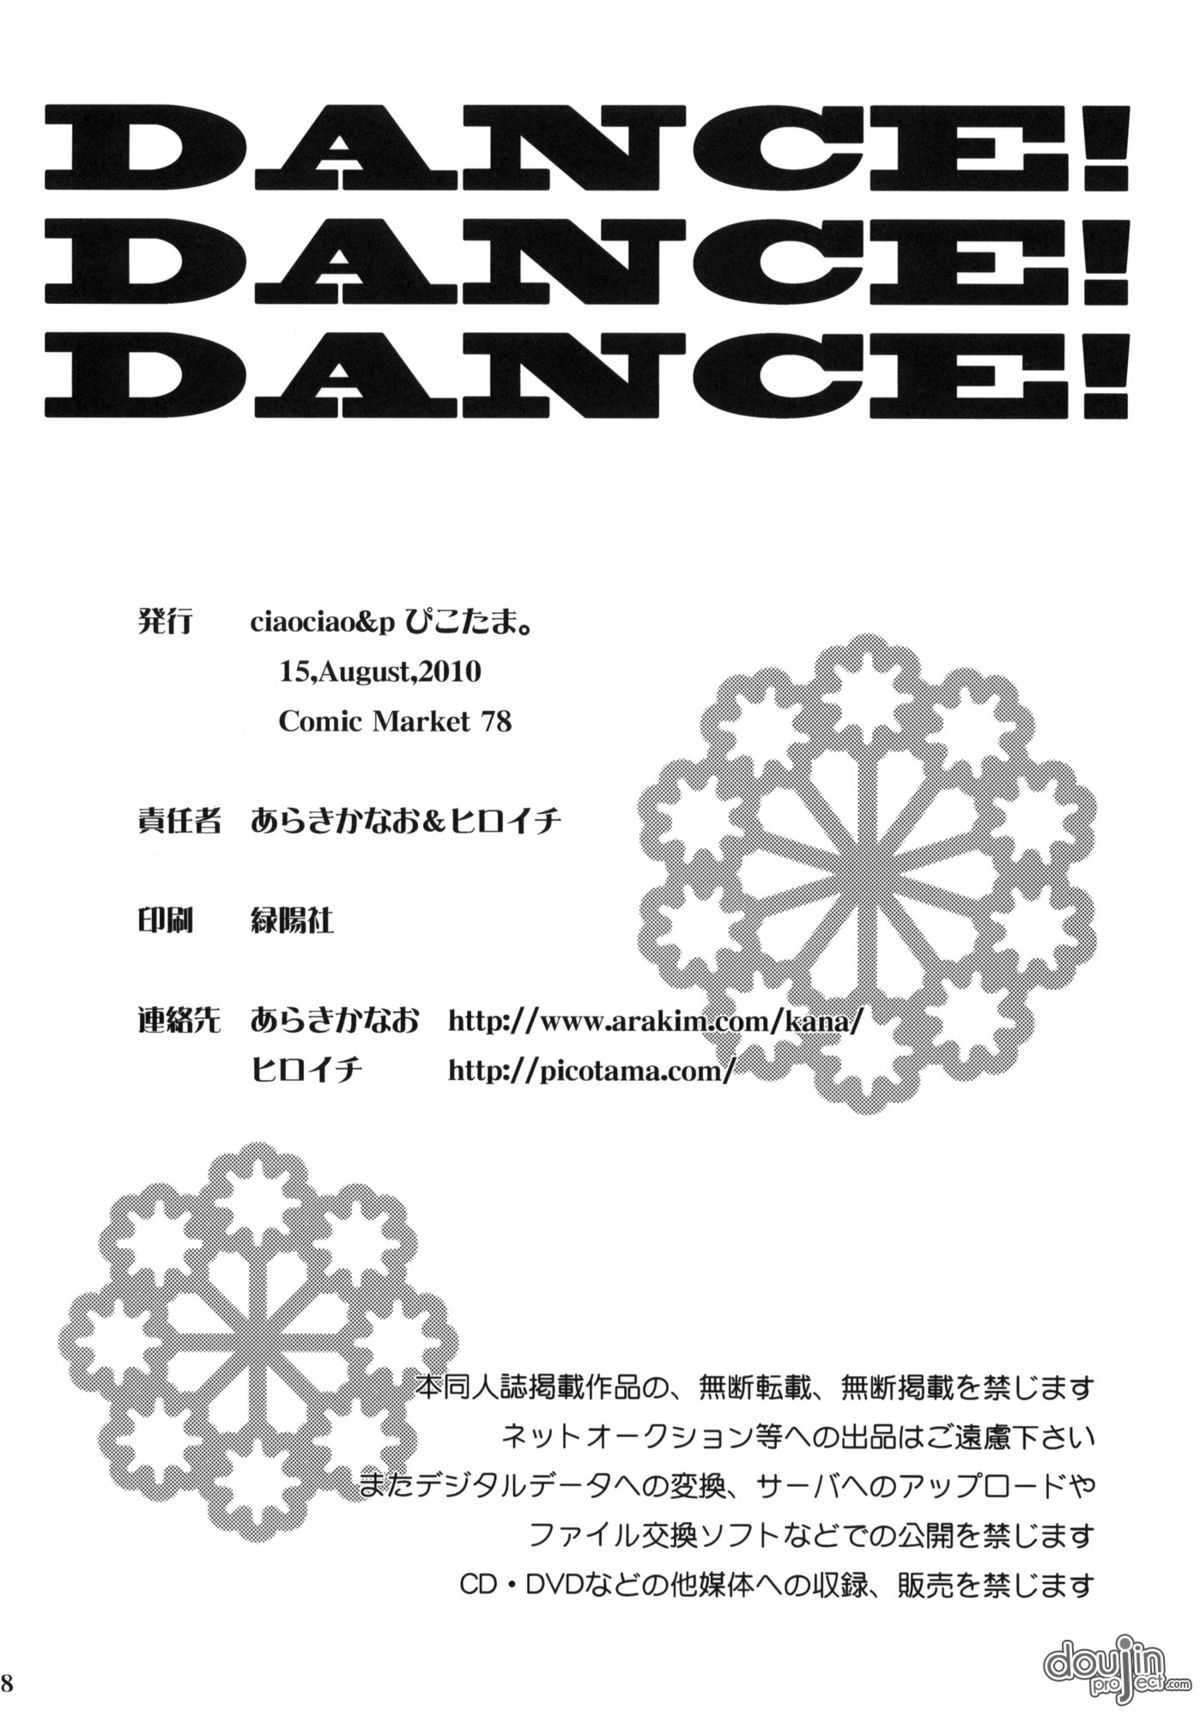 DANCE!
DANCE!
DANCE!
発行 ciaociao&p ぴこたま。
15,August,2010
Comic Market 78
責任者 あらきかなお&ヒロイチ
印刷 緑陽社
連絡先 あらきかなお http://www.arakim.com/kana/
ヒロイチ http://picotama.com/
本同人誌掲載作品の、無断転載、無断掲載を禁じます
ネットオークション等への出品はご遠慮下さい
またデジタルデータへの変換、サーバへのアップロードや
ファイル交換ソフトなどでの公開を禁じます
CD・DVDなどの他媒体への収録、販売を禁じます
8
doujin
project.com